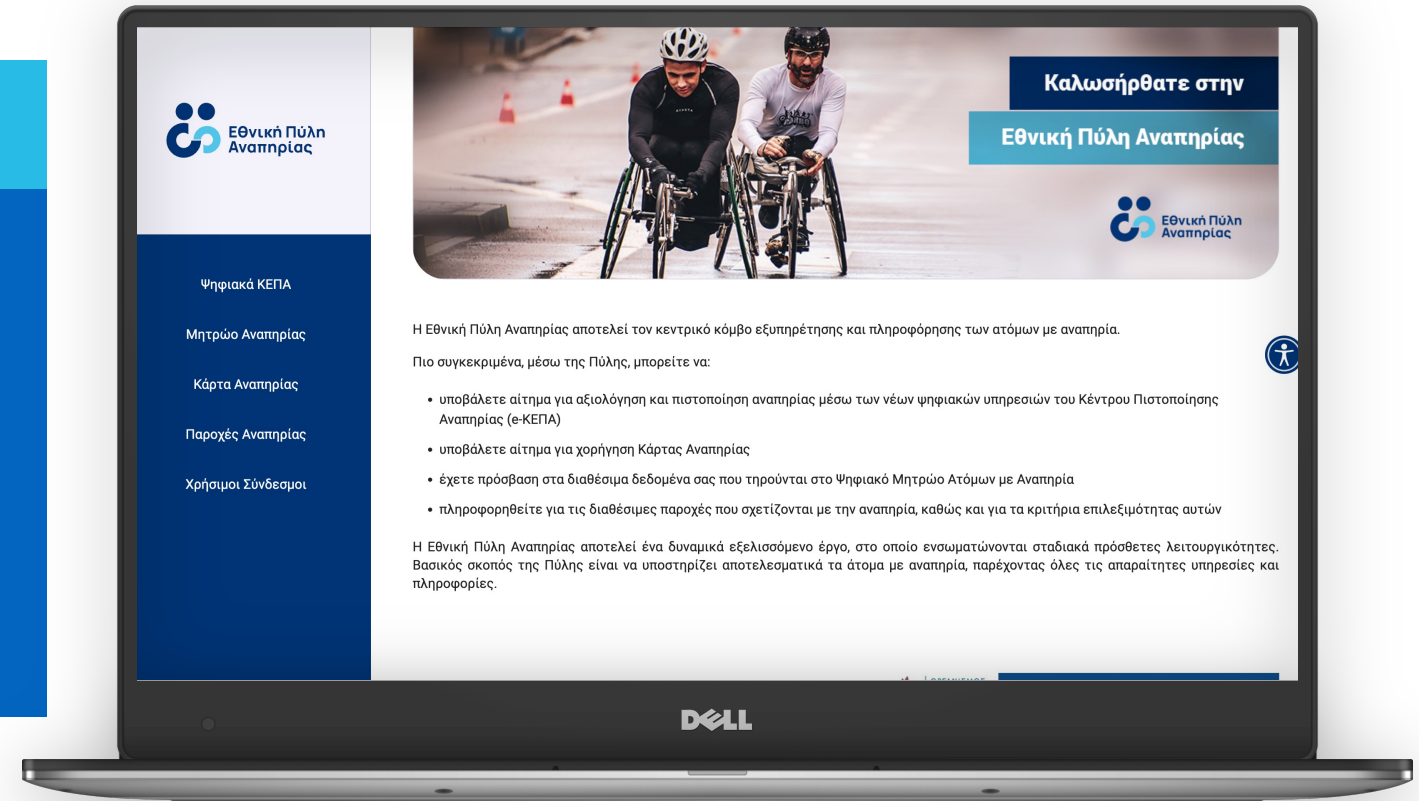 Εθνική Πύλη
Αναπηρίας
Ψηφιακά ΚΕΠΑ
Μητρώο Αναπηρίας
Κάρτα Αναπηρίας
Παροχές Αναπηρίας
Χρήσιμοι Σύνδεσμοι
Καλωσήρθατε στην
Εθνική Πύλη Αναπηρίας
Εθνική Πύλη
Αναπηρίας
Η Εθνική Πύλη Αναπηρίας αποτελεί τον κεντρικό κόμβο εξυπηρέτησης και πληροφόρησης των ατόμων με αναπηρία.
Πιο συγκεκριμένα, μέσω της Πύλης, μπορείτε να:
• υποβάλετε αίτημα για αξιολόγηση και πιστοποίηση αναπηρίας μέσω των νέων ψηφιακών υπηρεσιών του Κέντρου Πιστοποίησης
Αναπηρίας (e-ΚΕΠΑ)
• υποβάλετε αίτημα για χορήγηση Κάρτας Αναπηρίας
• έχετε πρόσβαση στα διαθέσιμα δεδομένα σας που τηρούνται στο Ψηφιακό Μητρώο Ατόμων με Αναπηρία
• πληροφορηθείτε για τις διαθέσιμες παροχές που σχετίζονται με την αναπηρία, καθώς και για τα κριτήρια επιλεξιμότητας αυτών
Η Εθνική Πύλη Αναπηρίας αποτελεί ένα δυναμικά εξελισσόμενο έργο, στο οποίο ενσωματώνονται σταδιακά πρόσθετες λειτουργικότητες.
Βασικός σκοπός της Πύλης είναι να υποστηρίζει αποτελεσματικά τα άτομα με αναπηρία, παρέχοντας όλες τις απαραίτητες υπηρεσίες και
πληροφορίες.
DELL